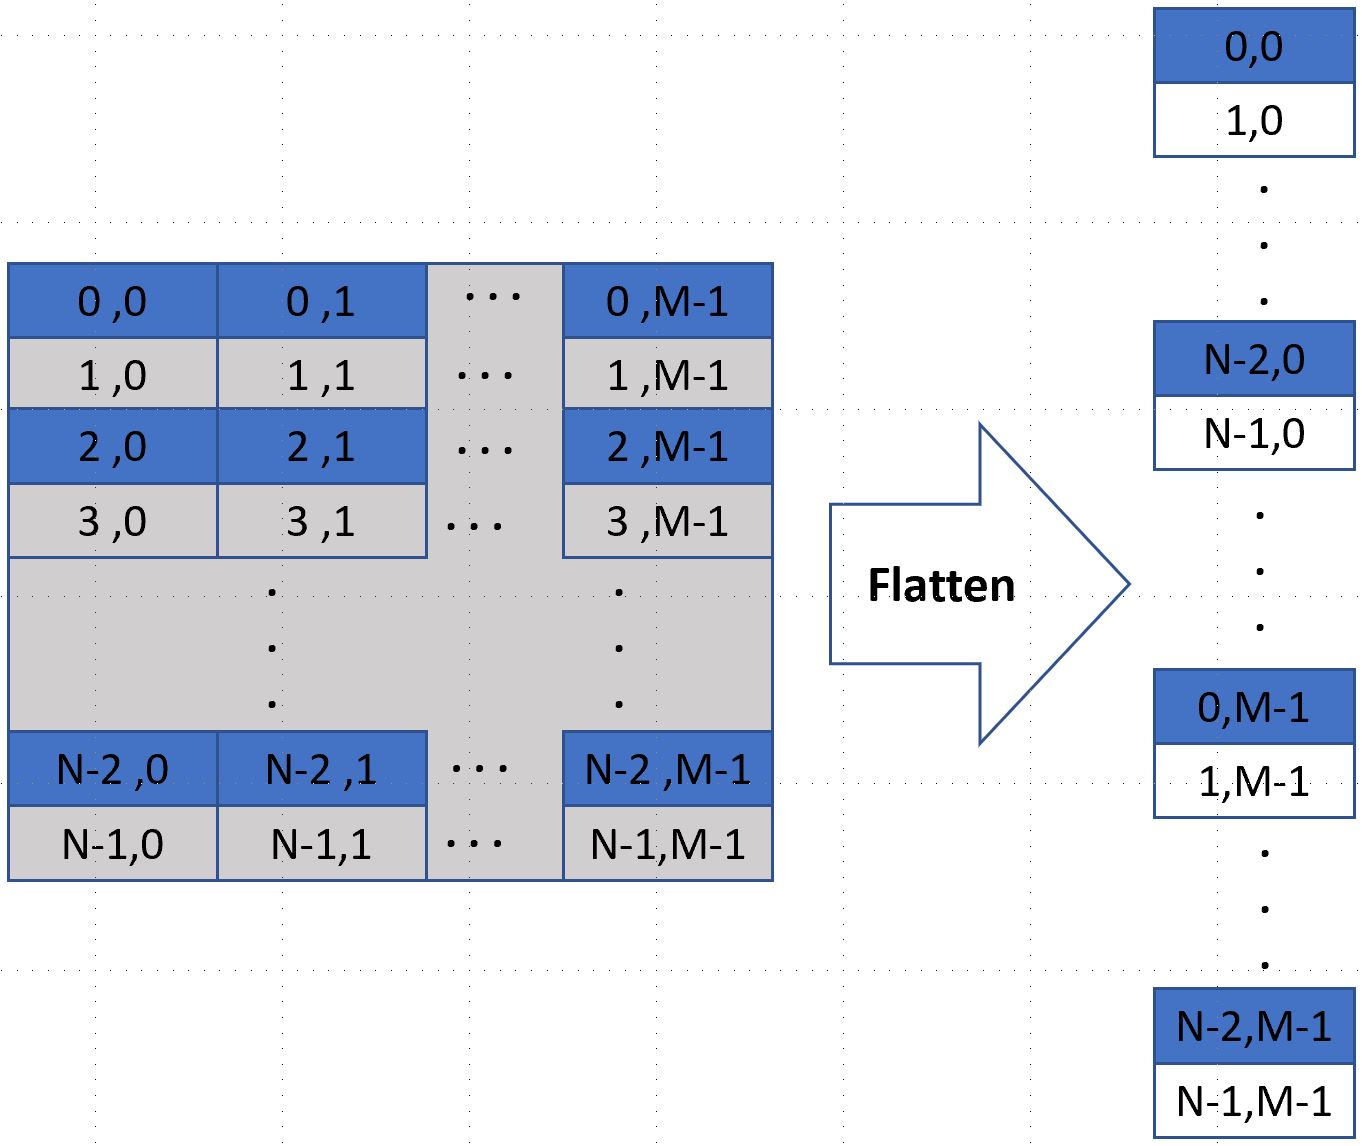 0 ,0 0 ,1 ... 0 ,M-1
1 ,0 1 ,1 ... 1 ,M-1
2 ,0 2 ,1 ... 2 ,M-1
3 ,0 3 ,1 ... 3 ,M-1
. .
. .
. .
N-2 ,0 N-2 ,1 ... N-2 ,M-1
N-1,0 N-1,1 ... N-1,M-1
Flatten
0,0
1,0
.
.
.
N-2,0
N-1,0
.
.
.
0,M-1
1,M-1
.
.
.
N-2,M-1
N-1,M-1